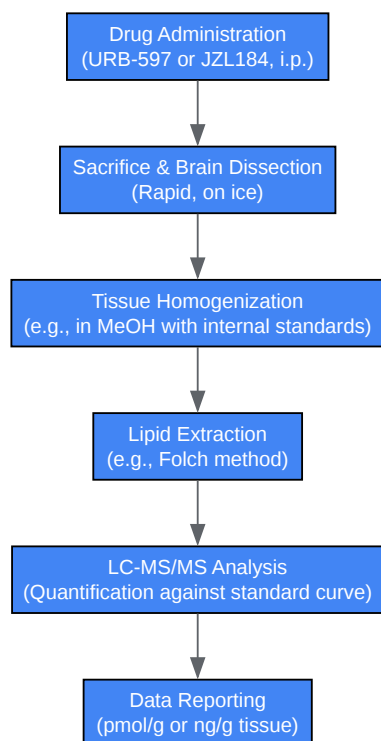 Drug Administration
(URB-597 or JZL184, i.p.)
Sacrifice & Brain Dissection
(Rapid, on ice)
Tissue Homogenization
(e.g., in MeOH with internal standards)
Lipid Extraction
(e.g., Folch method)
LC-MS/MS Analysis
(Quantification against standard curve)
Data Reporting
(pmol/g or ng/g tissue)